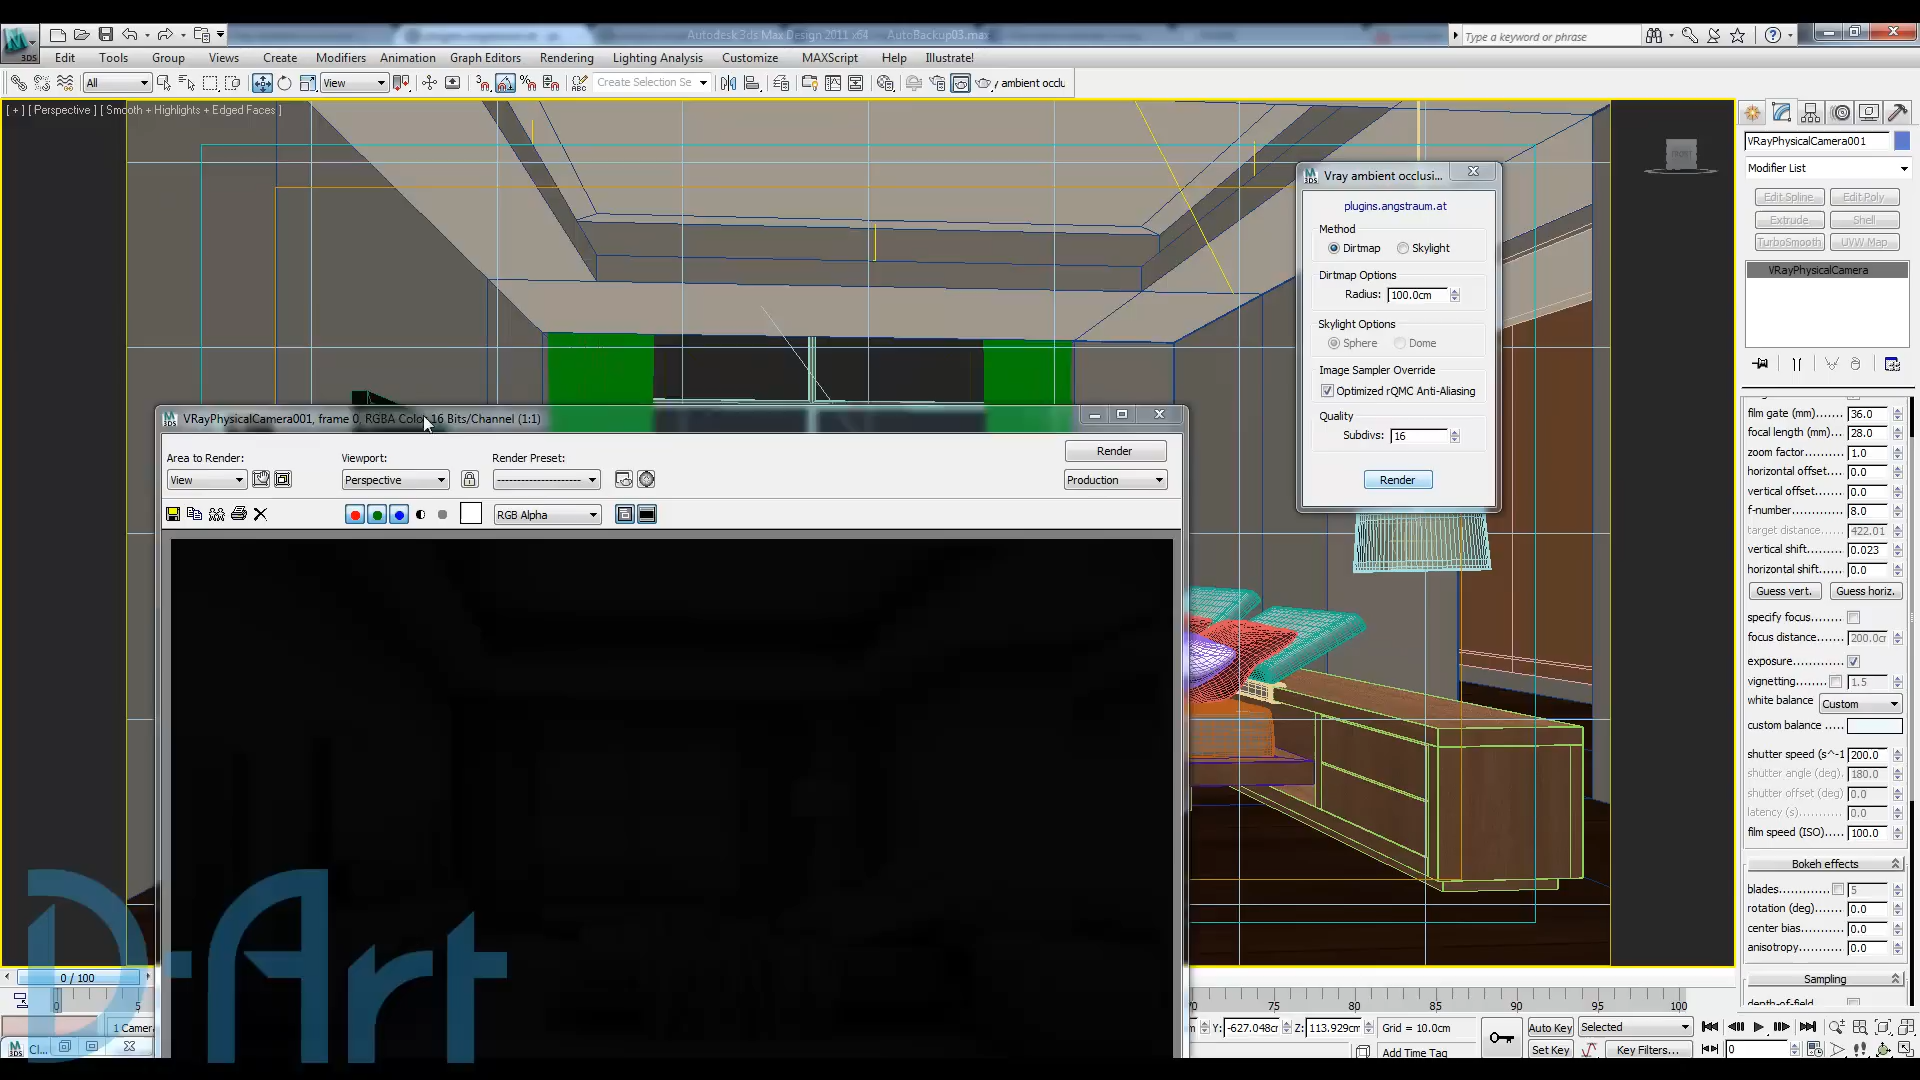 Autodesk 3ds Max Design 2011 x64 AutoBackup03.max
Type a keyword or phrase
3DS
Edit Tools Group Views Create Modifiers Animation Graph Editors Rendering Lighting Analysis Customize MAXScript Help Illustrate!
All View Create Selection Se ambient occlu
[ + ] [ Perspective ] [ Smooth + Highlights + Edged Faces ]
FRONT
VRayPhysicalCamera001
Modifier List
Edit Spline Edit Poly
Extrude Shell
TurboSmooth UVW Map
VRayPhysicalCamera
Vray ambient occlusi...
plugins.angstraum.at
Method
Dirtmap Skylight
Dirtmap Options
Radius: 100.0cm
Skylight Options
Sphere Dome
Image Sampler Override
Optimized rQMC Anti-Aliasing
Quality
Subdivs: 16
Render
VRayPhysicalCamera001, frame 0, RGBA Color 16 Bits/Channel (1:1)
Area to Render: Viewport: Render Preset: Render
View Perspective -------------------- Production
RGB Alpha
film gate (mm) 36.0
focal length (mm)... 28.0
zoom factor...... 1.0
horizontal offset.... 0.0
vertical offset..... 0.0
f-number........ 8.0
target distance..... 422.01
vertical shift..... 0.023
horizontal shift..... 0.0
Guess vert. Guess horiz.
specify focus.......
focus distance...... 200.0cr
exposure..........
vignetting........ 1.5
white balance Custom
custom balance .....
shutter speed (s^-1 200.0
shutter angle (deg). 180.0
shutter offset (deg) 0.0
latency (s)........ 0.0
film speed (ISO).... 100.0
Bokeh effects
blades.......... 5
rotation (deg)...... 0.0
center bias....... 0.0
anisotropy........ 0.0
Sampling
depth-of-field
D-Art
0 / 100
0 5 70 75 80 85 90 95 100
1 Camera
Y: -627.048cm Z: 113.929cm Grid = 10.0cm
Auto Key Selected
Add Time Tag
Set Key Key Filters... 0
Cl...